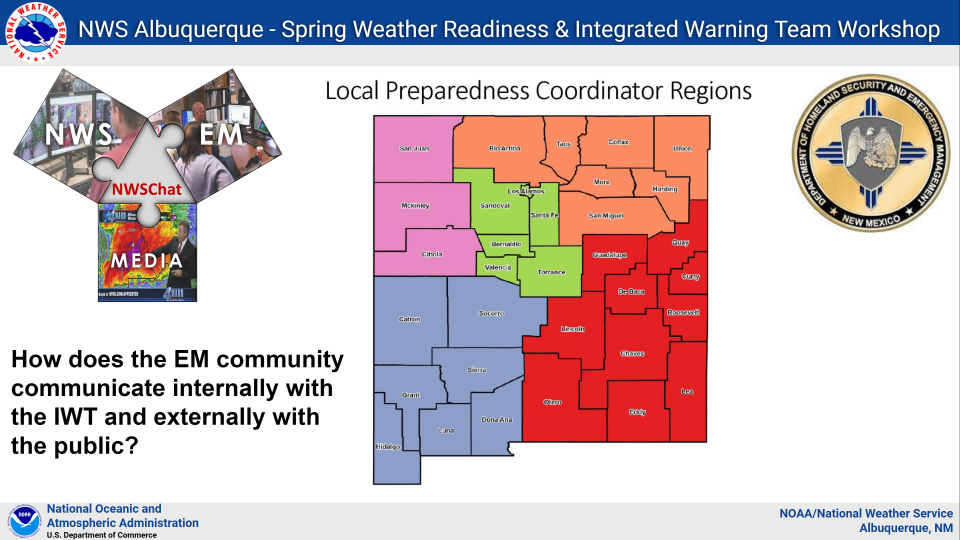 NATIONAL WEATHER SERVICE
NWS Albuquerque - Spring Weather Readiness & Integrated Warning Team Workshop
NWS
EM
NWSChat
MEDIA
Local Preparedness Coordinator Regions
San Juan
Rio Arriba
Taos
Colfax
Union
Mora
Harding
Los Alamos
Mckinley
Sandoval
Santa Fe
San Miguel
Bernalillo
Cibola
Valencia
Torrance
Guadalupe
Quay
Curry
De Baca
Roosevelt
Catron
Socorro
Lincoln
Chaves
Sierra
Grant
Otero
Lea
Eddy
Luna
Dona Ana
Hidalgo
DEPARTMENT OF HOMELAND SECURITY AND EMERGENCY MANAGEMENT
NEW MEXICO
How does the EM community
communicate internally with
the IWT and externally with
the public?
NOAA
National Oceanic and
Atmospheric Administration
U.S. Department of Commerce
NOAA/National Weather Service
Albuquerque, NM